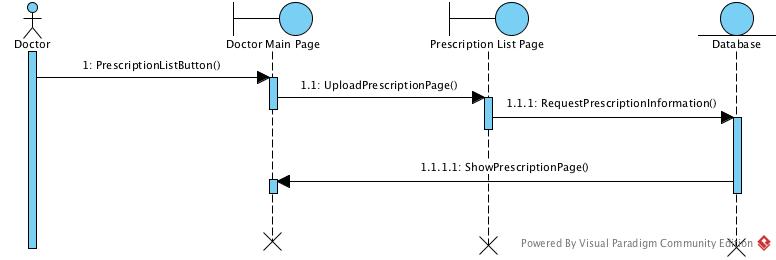 Doctor
Doctor Main Page
Prescription List Page
Database
1: PrescriptionListButton()
1.1: UploadPrescriptionPage()
1.1.1: RequestPrescriptionInformation()
1.1.1.1: ShowPrescriptionPage()
Powered By Visual Paradigm Community Edition